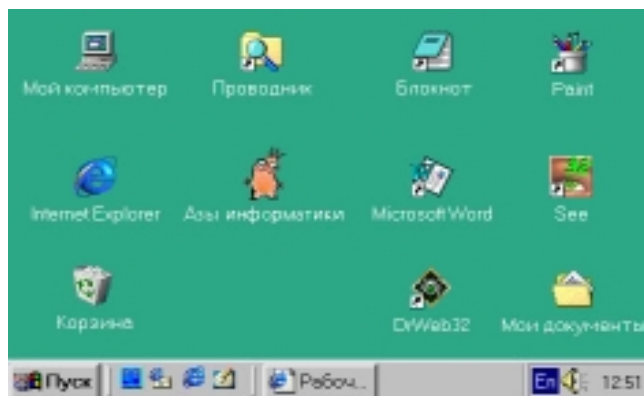 Мой компьютер
Проводник
Блокнот
Paint
Internet Explorer
Азы информатики
Microsoft Word
See
Корзина
DrWeb32
Мои документы
Пуск
Рабоч...
En
12:51